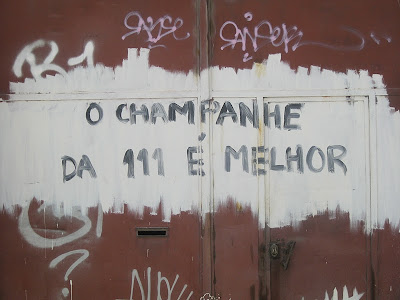 O CHAMPANHE
DA 111 É MELHOR